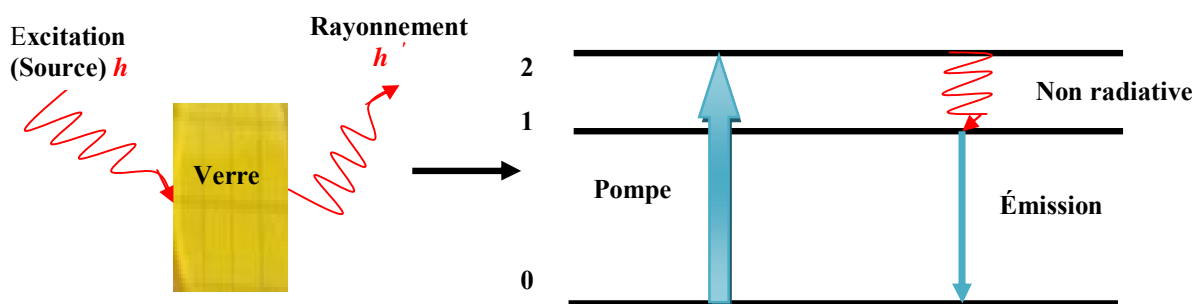 Excitation
(Source) h
Rayonnement
h '
Verre
2
1
0
Pompe
Non radiative
Émission